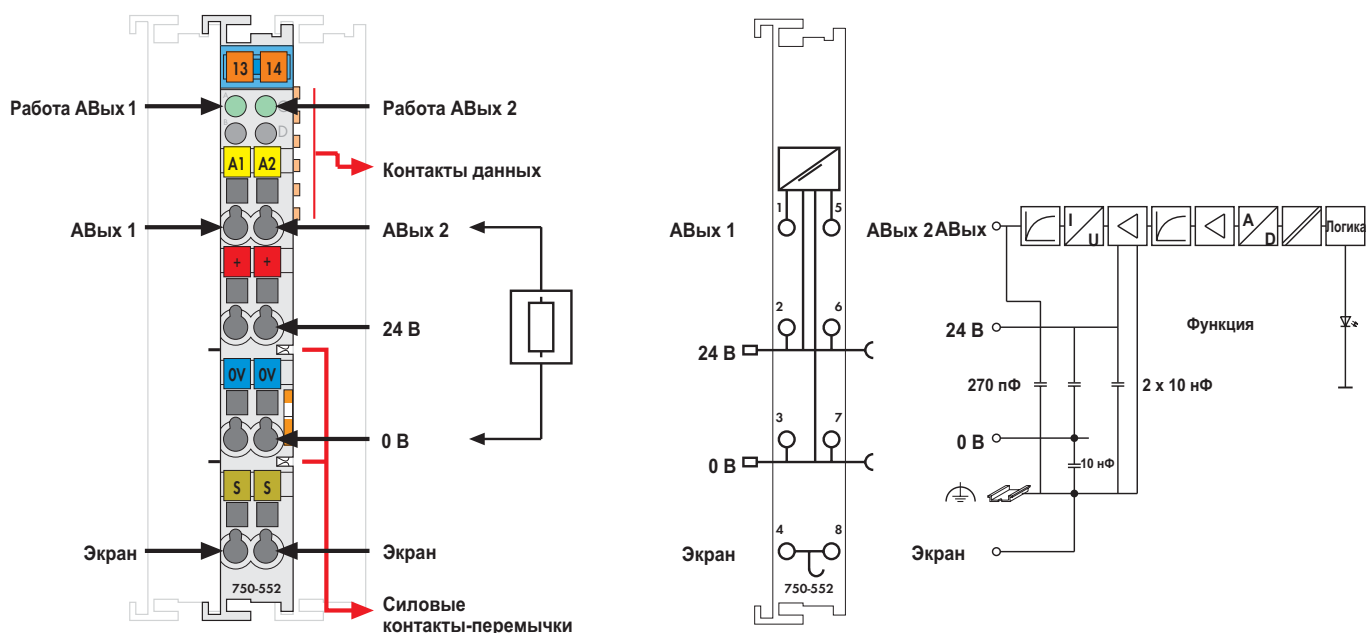 13 14
Работа АВых 1
Работа АВых 2
A
B
D
A1 A2
Контакты данных
АВых 1
АВых 2
+ +
24 В
0V 0V
0 В
S S
Экран
Экран
750-552
Силовые
контакты-перемычки
1 5
АВых 1
АВых 2
2 6
24 В
3 7
0 В
4 8
Экран
750-552
АВых
I
U
A
D
Логика
24 В
Функция
270 пФ
2 x 10 нФ
0 В
10 нФ
Экран